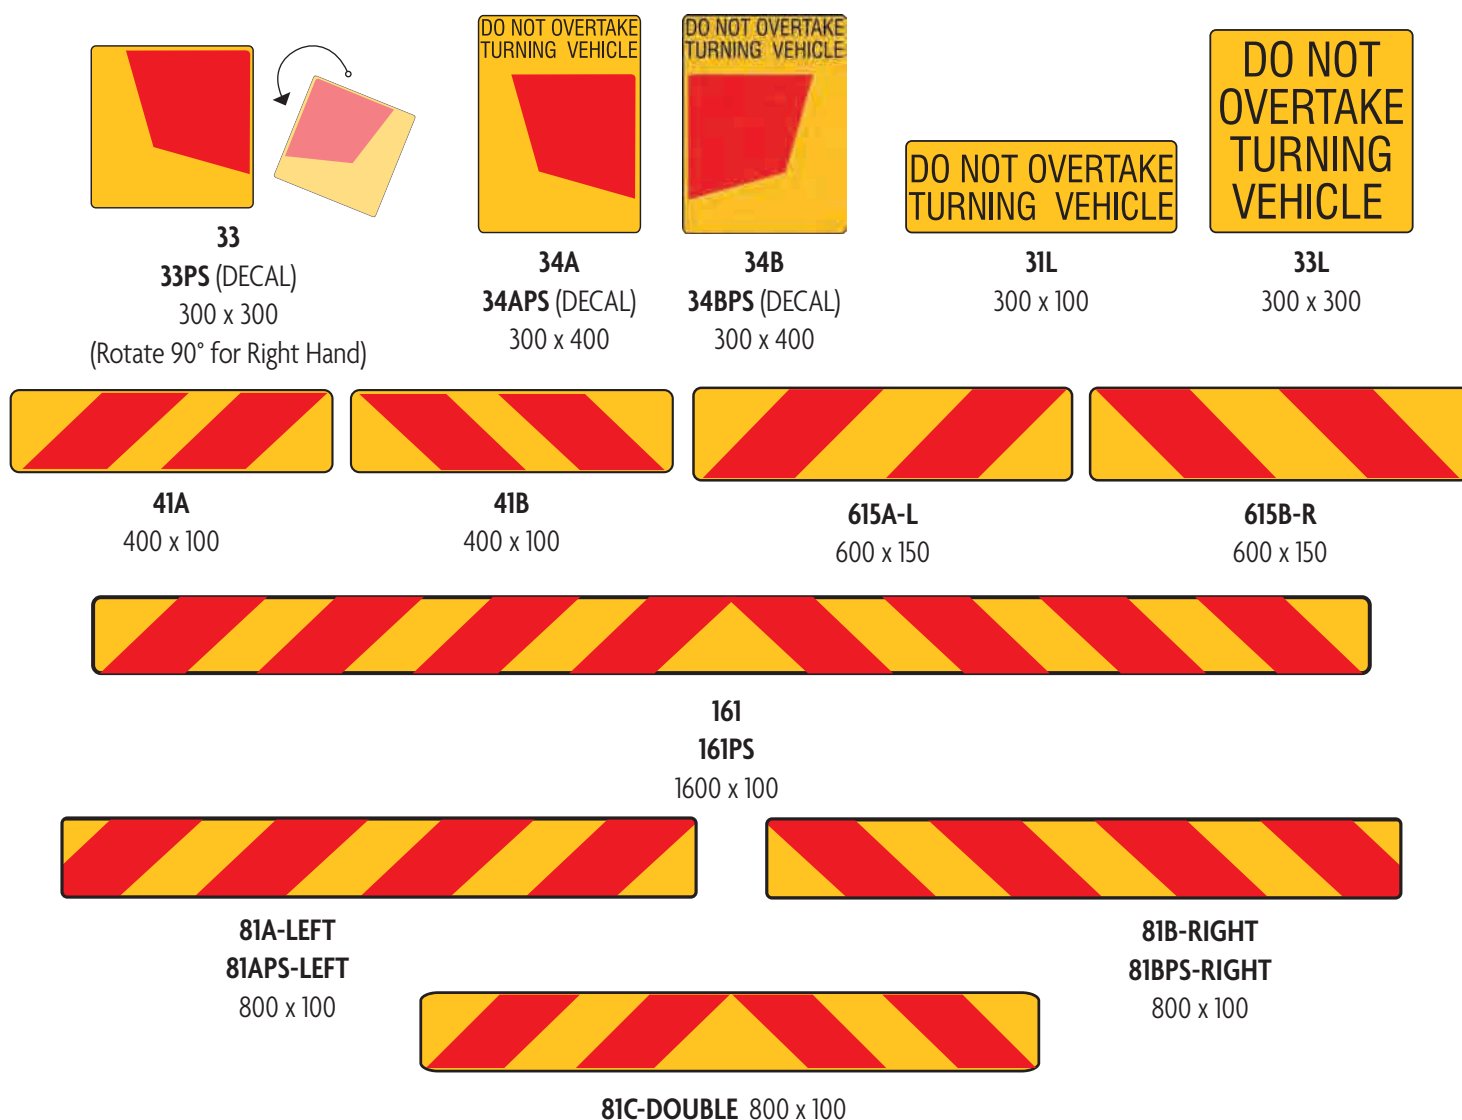 DO NOT OVERTAKE
TURNING VEHICLE
DO NOT OVERTAKE
TURNING VEHICLE
DO NOT OVERTAKE
TURNING VEHICLE
DO NOT
OVERTAKE
TURNING
VEHICLE
33
33PS (DECAL)
300 x 300
(Rotate 90° for Right Hand)
34A
34APS (DECAL)
300 x 400
34B
34BPS (DECAL)
300 x 400
31L
300 x 100
33L
300 x 300
41A
400 x 100
41B
400 x 100
615A-L
600 x 150
615B-R
600 x 150
161
161PS
1600 x 100
81A-LEFT
81APS-LEFT
800 x 100
81B-RIGHT
81BPS-RIGHT
800 x 100
81C-DOUBLE 800 x 100